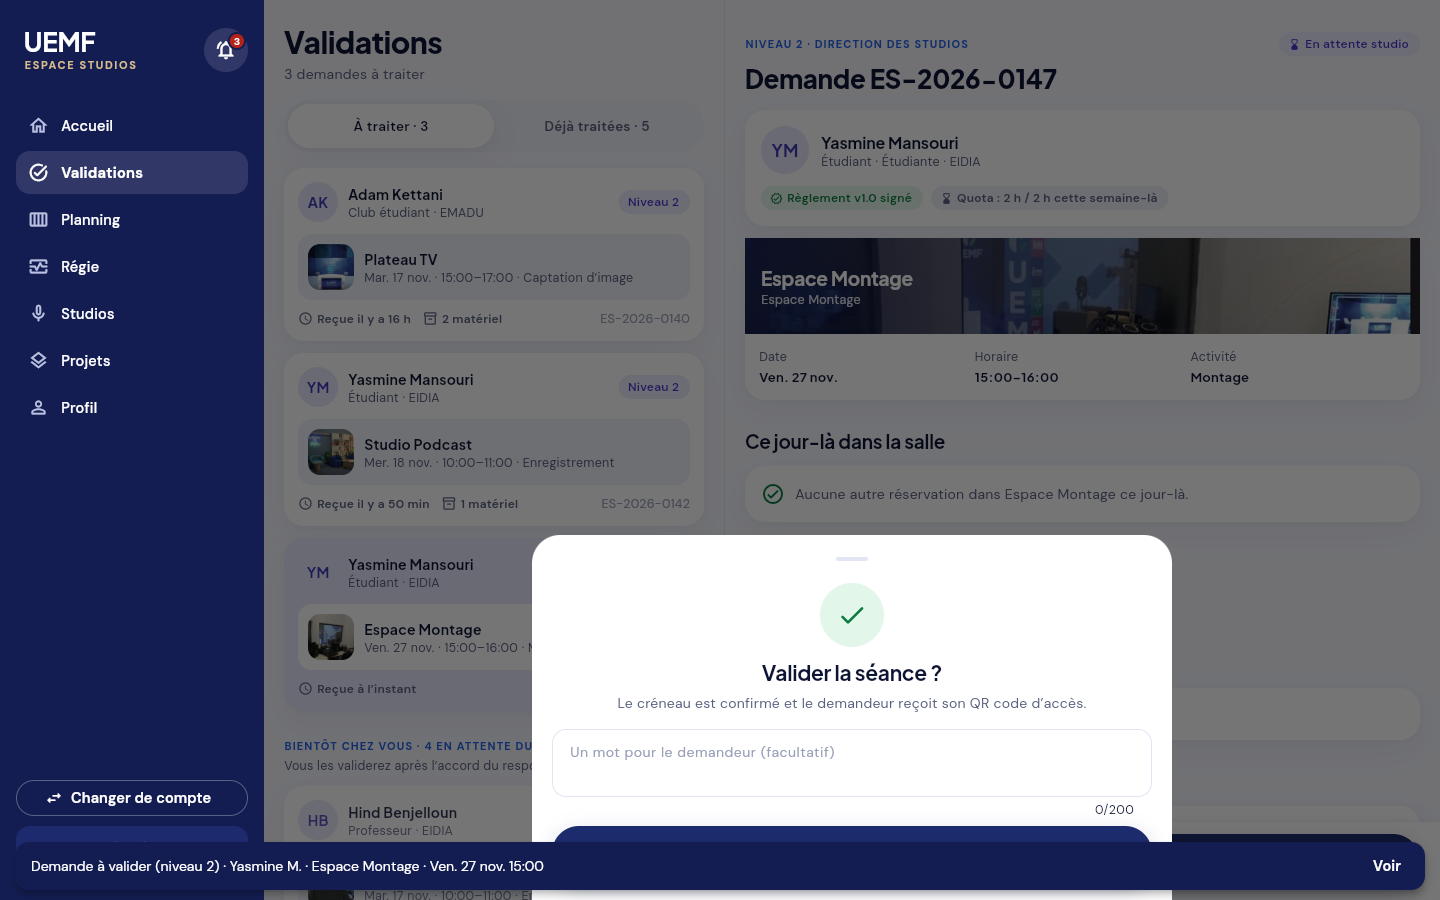 UEMF
ESPACE STUDIOS
3
Accueil
Validations
Planning
Régie
Studios
Projets
Profil
Changer de compte
Validations
3 demandes à traiter
À traiter · 3
Déjà traitées · 5
AK
Adam Kettani
Club étudiant · EMADU
Niveau 2
Plateau TV
Mar. 17 nov. · 15:00–17:00 · Captation d’image
Reçue il y a 16 h
2 matériel
ES-2026-0140
YM
Yasmine Mansouri
Étudiant · EIDIA
Niveau 2
Studio Podcast
Mer. 18 nov. · 10:00–11:00 · Enregistrement
Reçue il y a 50 min
1 matériel
ES-2026-0142
YM
Yasmine Mansouri
Étudiant · EIDIA
Espace Montage
Ven. 27 nov. · 15:00–16:00 ·
Reçue à l’instant
BIENTÔT CHEZ VOUS · 4 EN ATTENTE DU
Vous les validerez après l’accord du
HB
Hind Benjelloun
Professeur · EIDIA
Mar. 17 nov. · 10:00–11:00 ·
NIVEAU 2 · DIRECTION DES STUDIOS
En attente studio
Demande ES-2026-0147
YM
Yasmine Mansouri
Étudiant · Étudiante · EIDIA
Règlement v1.0 signé
Quota : 2 h / 2 h cette semaine-là
Espace Montage
Espace Montage
Date
Horaire
Activité
Ven. 27 nov.
15:00–16:00
Montage
Ce jour-là dans la salle
Aucune autre réservation dans Espace Montage ce jour-là.
Valider la séance ?
Le créneau est confirmé et le demandeur reçoit son QR code d’accès.
Un mot pour le demandeur (facultatif)
0/200
Demande à valider (niveau 2) · Yasmine M. · Espace Montage · Ven. 27 nov. 15:00
Voir